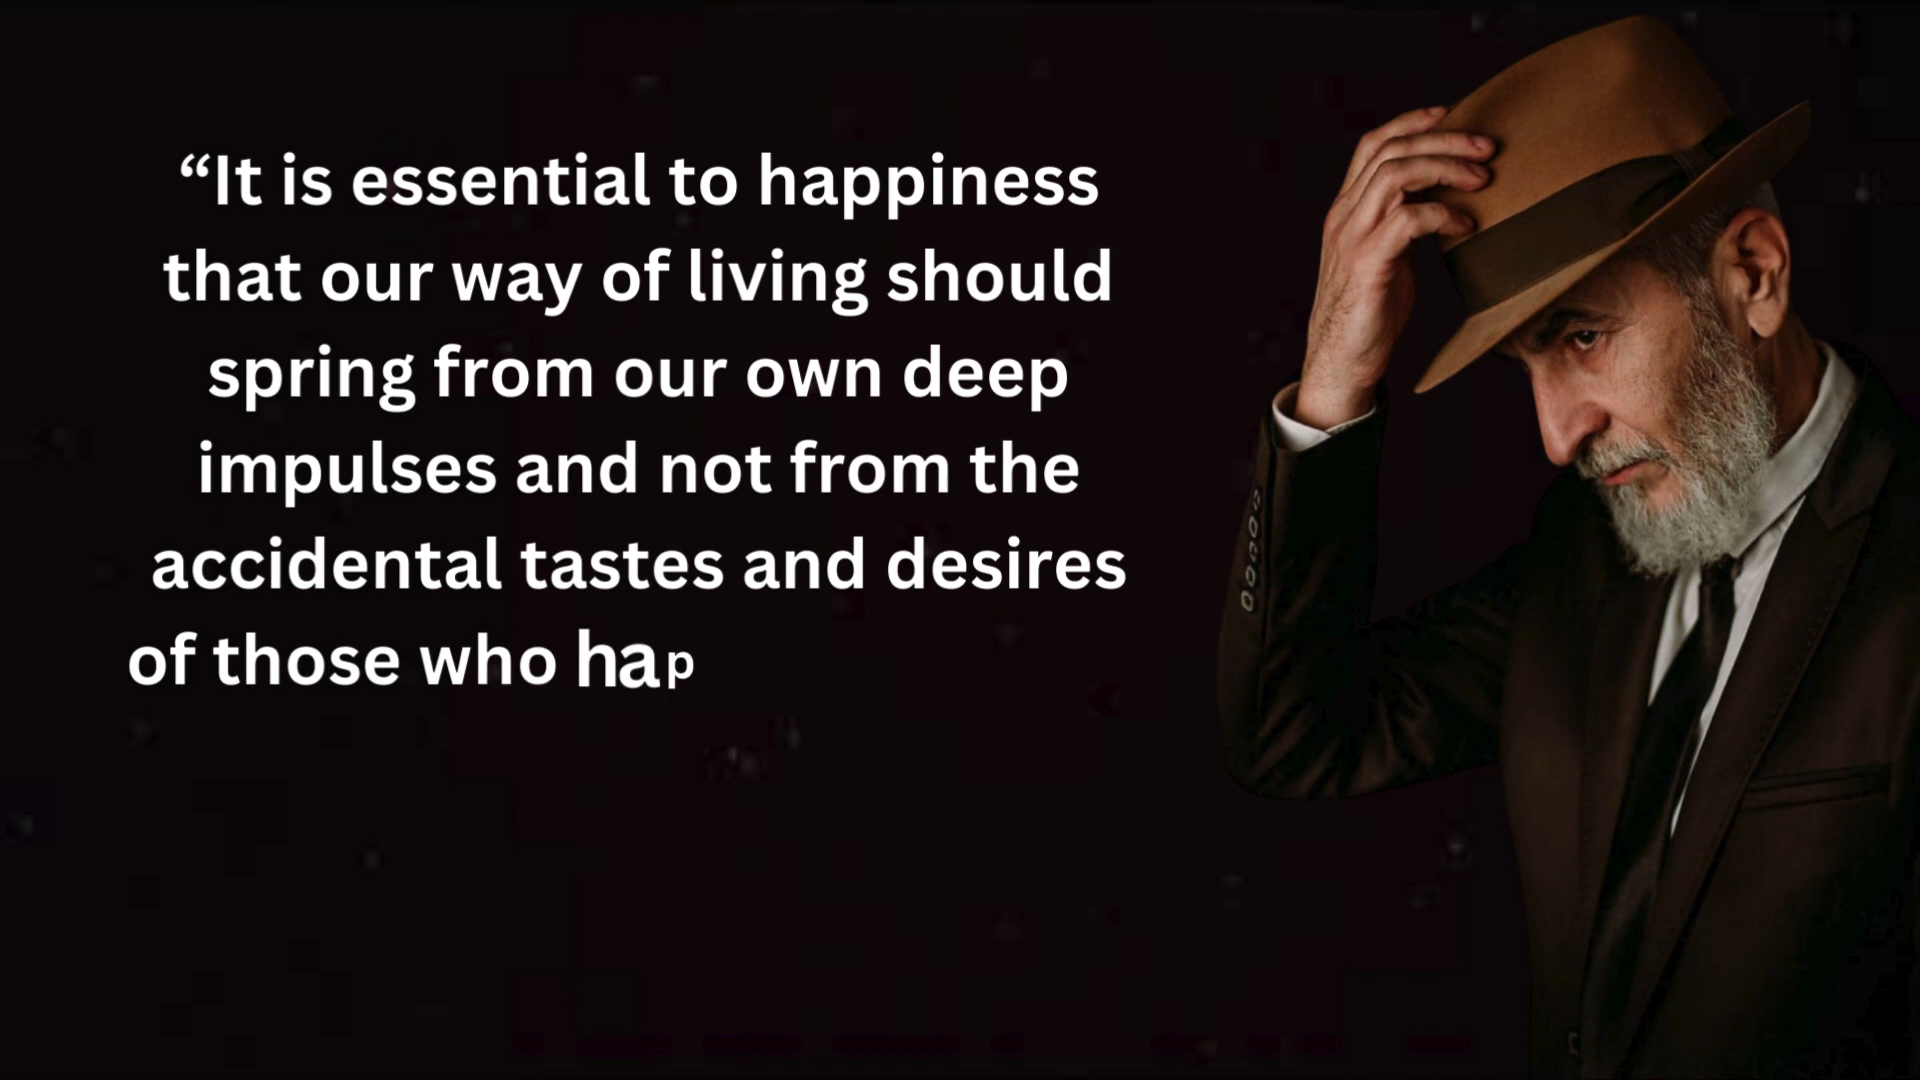 “It is essential to happiness
that our way of living should
spring from our own deep
impulses and not from the
accidental tastes and desires
of those who hap